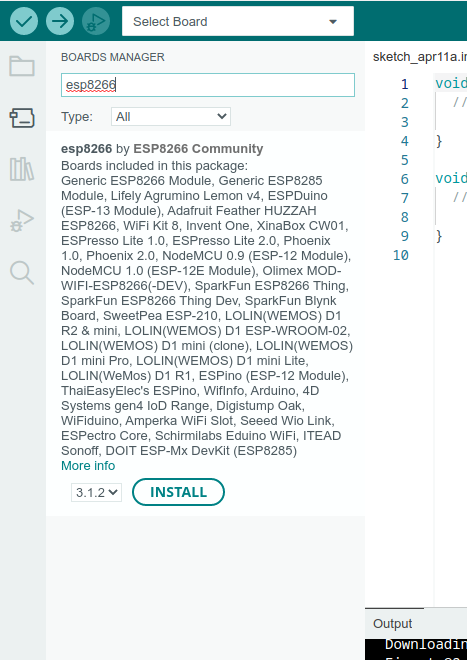 Select Board
BOARDS MANAGER
esp8266
Type: All
esp8266 by ESP8266 Community
Boards included in this package:
Generic ESP8266 Module, Generic ESP8285
Module, Lifely Agrumino Lemon v4, ESPDuino
(ESP-13 Module), Adafruit Feather HUZZAH
ESP8266, WiFi Kit 8, Invent One, XinaBox CW01,
ESPresso Lite 1.0, ESPresso Lite 2.0, Phoenix
1.0, Phoenix 2.0, NodeMCU 0.9 (ESP-12 Module),
NodeMCU 1.0 (ESP-12E Module), Olimex MOD-
WIFI-ESP8266(-DEV), SparkFun ESP8266 Thing,
SparkFun ESP8266 Thing Dev, SparkFun Blynk
Board, SweetPea ESP-210, LOLIN(WEMOS) D1
R2 & mini, LOLIN(WEMOS) D1 ESP-WROOM-02,
LOLIN(WEMOS) D1 mini (clone), LOLIN(WEMOS)
D1 mini Pro, LOLIN(WEMOS) D1 mini Lite,
LOLIN(WeMos) D1 R1, ESPino (ESP-12 Module),
ThaiEasyElec's ESPino, WifInfo, Arduino, 4D
Systems gen4 IoD Range, Digistump Oak,
WiFiduino, Amperka WiFi Slot, Seeed Wio Link,
ESPectro Core, Schirmilabs Eduino WiFi, ITEAD
Sonoff, DOIT ESP-Mx DevKit (ESP8285)
More info
3.1.2 INSTALL
sketch_apr11a.in
1 void
2 //
3
4 }
5
6 void
7 //
8
9 }
10
Output
Downloadin